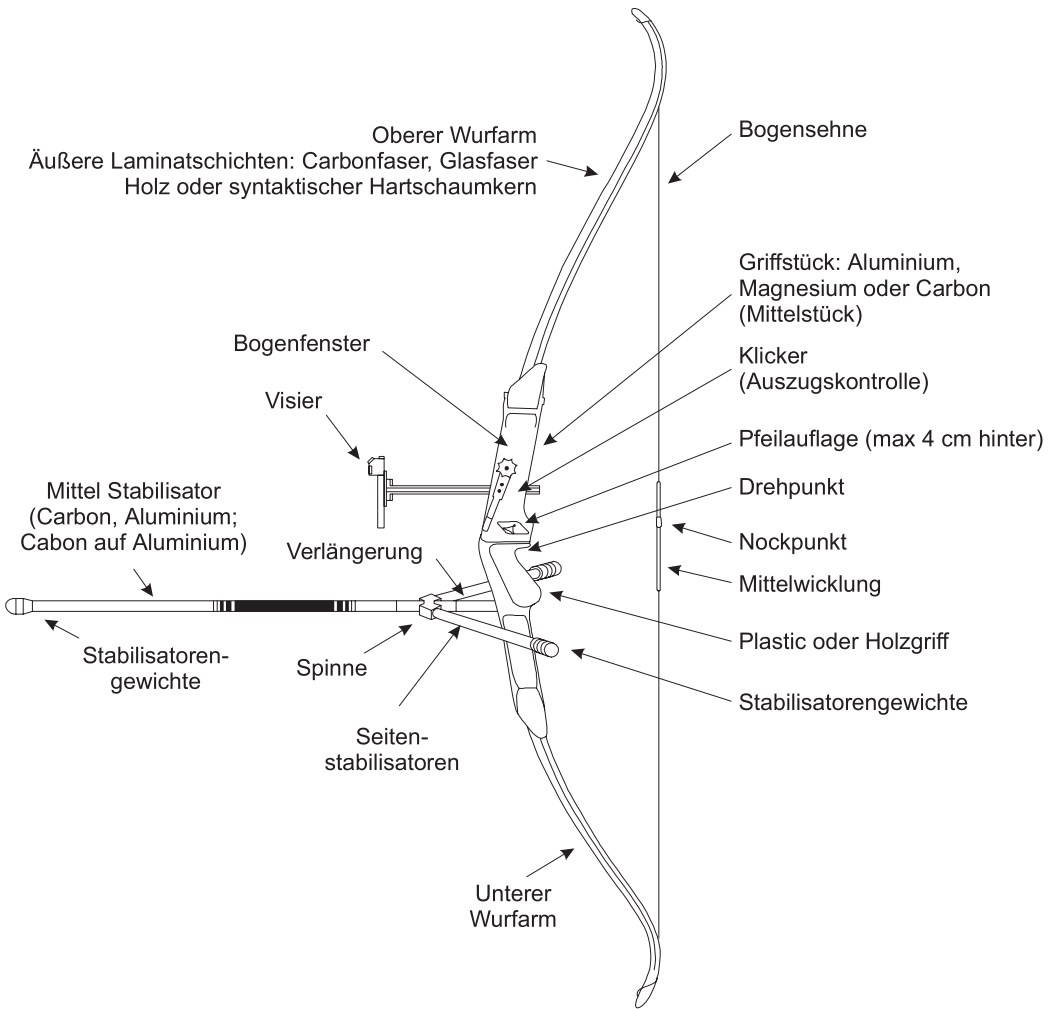 Oberer Wurfarm
Äußere Laminatschichten: Carbonfaser, Glasfaser
Holz oder syntaktischer Hartschaumkern
Bogensehne
Griffstück: Aluminium,
Magnesium oder Carbon
(Mittelstück)
Bogenfenster
Klicker
(Auszugskontrolle)
Visier
Pfeilauflage (max 4 cm hinter)
Mittel Stabilisator
(Carbon, Aluminium;
Cabon auf Aluminium)
Drehpunkt
Verlängerung
Nockpunkt
Mittelwicklung
Stabilisatoren-
gewichte
Spinne
Plastic oder Holzgriff
Stabilisatorengewichte
Seiten-
stabilisatoren
Unterer
Wurfarm